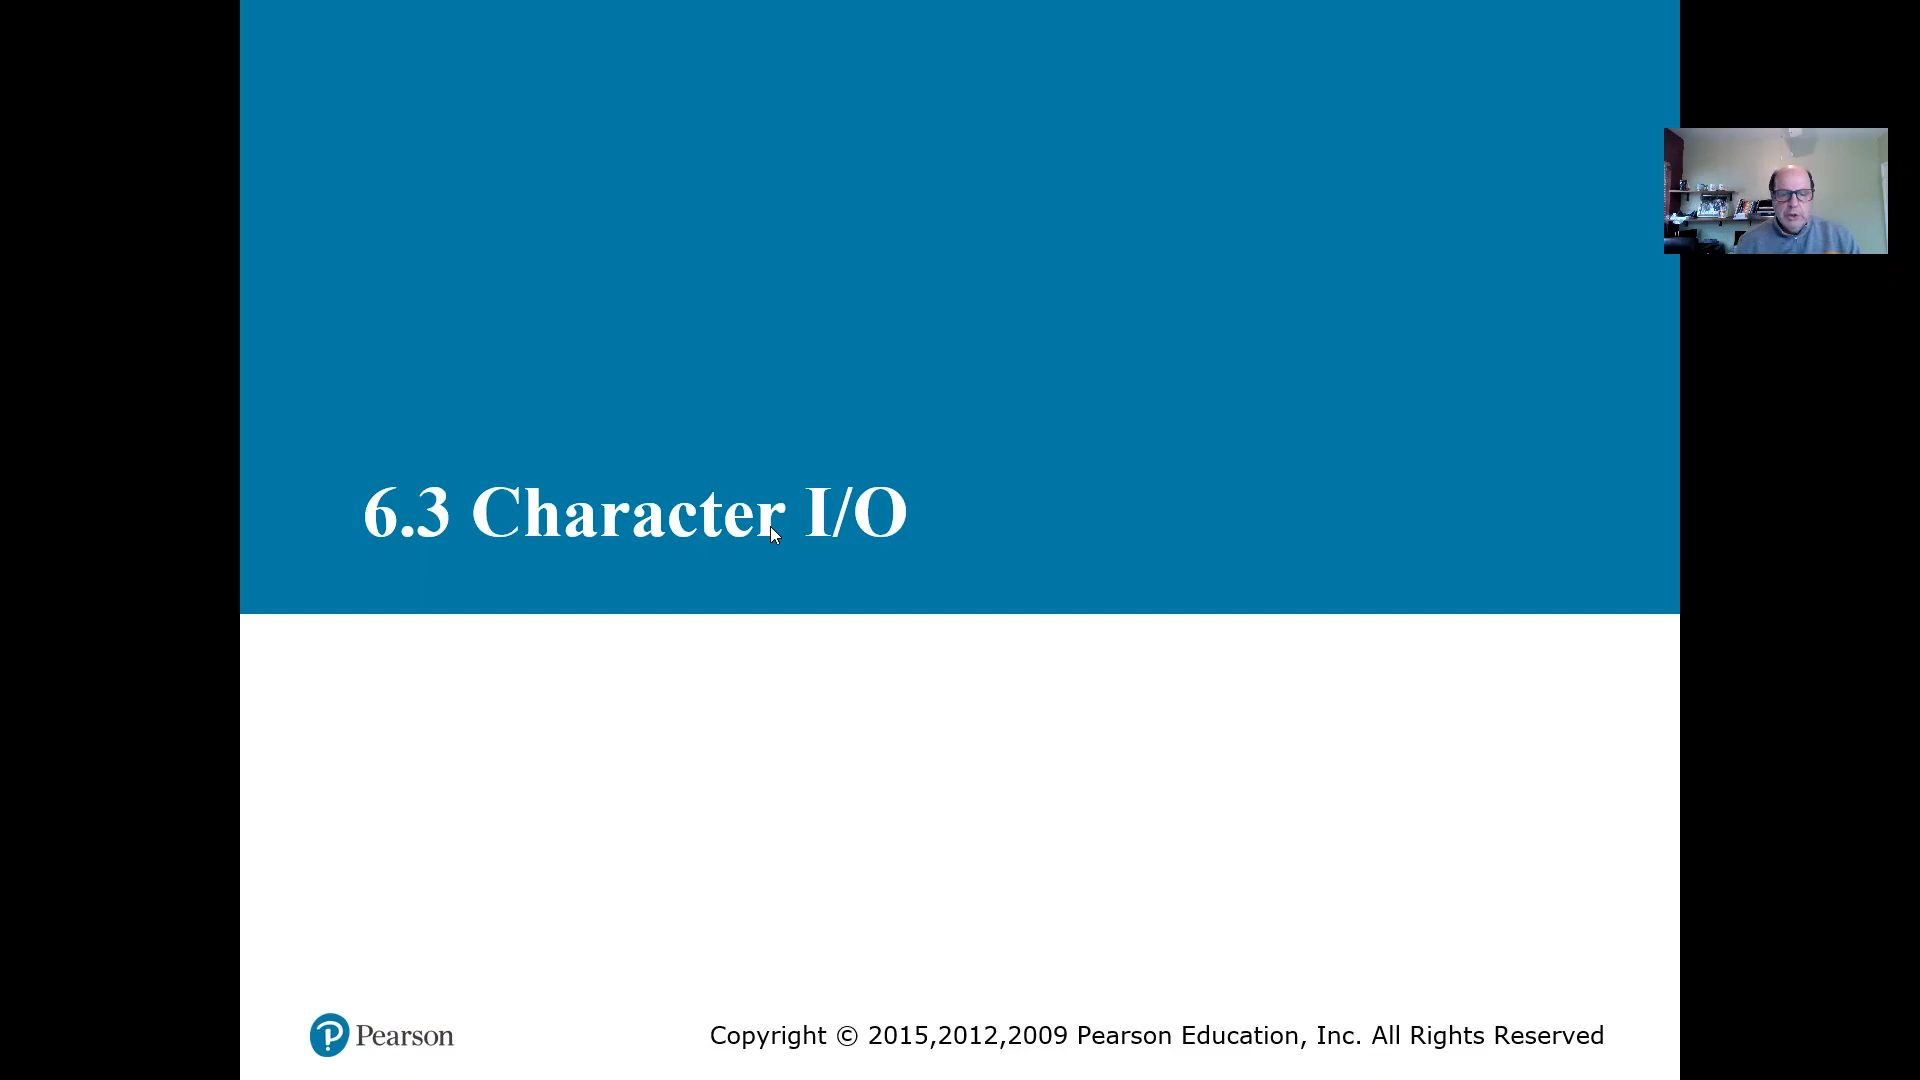 6.3 Character I/O
Pearson
Copyright © 2015,2012,2009 Pearson Education, Inc. All Rights Reserved